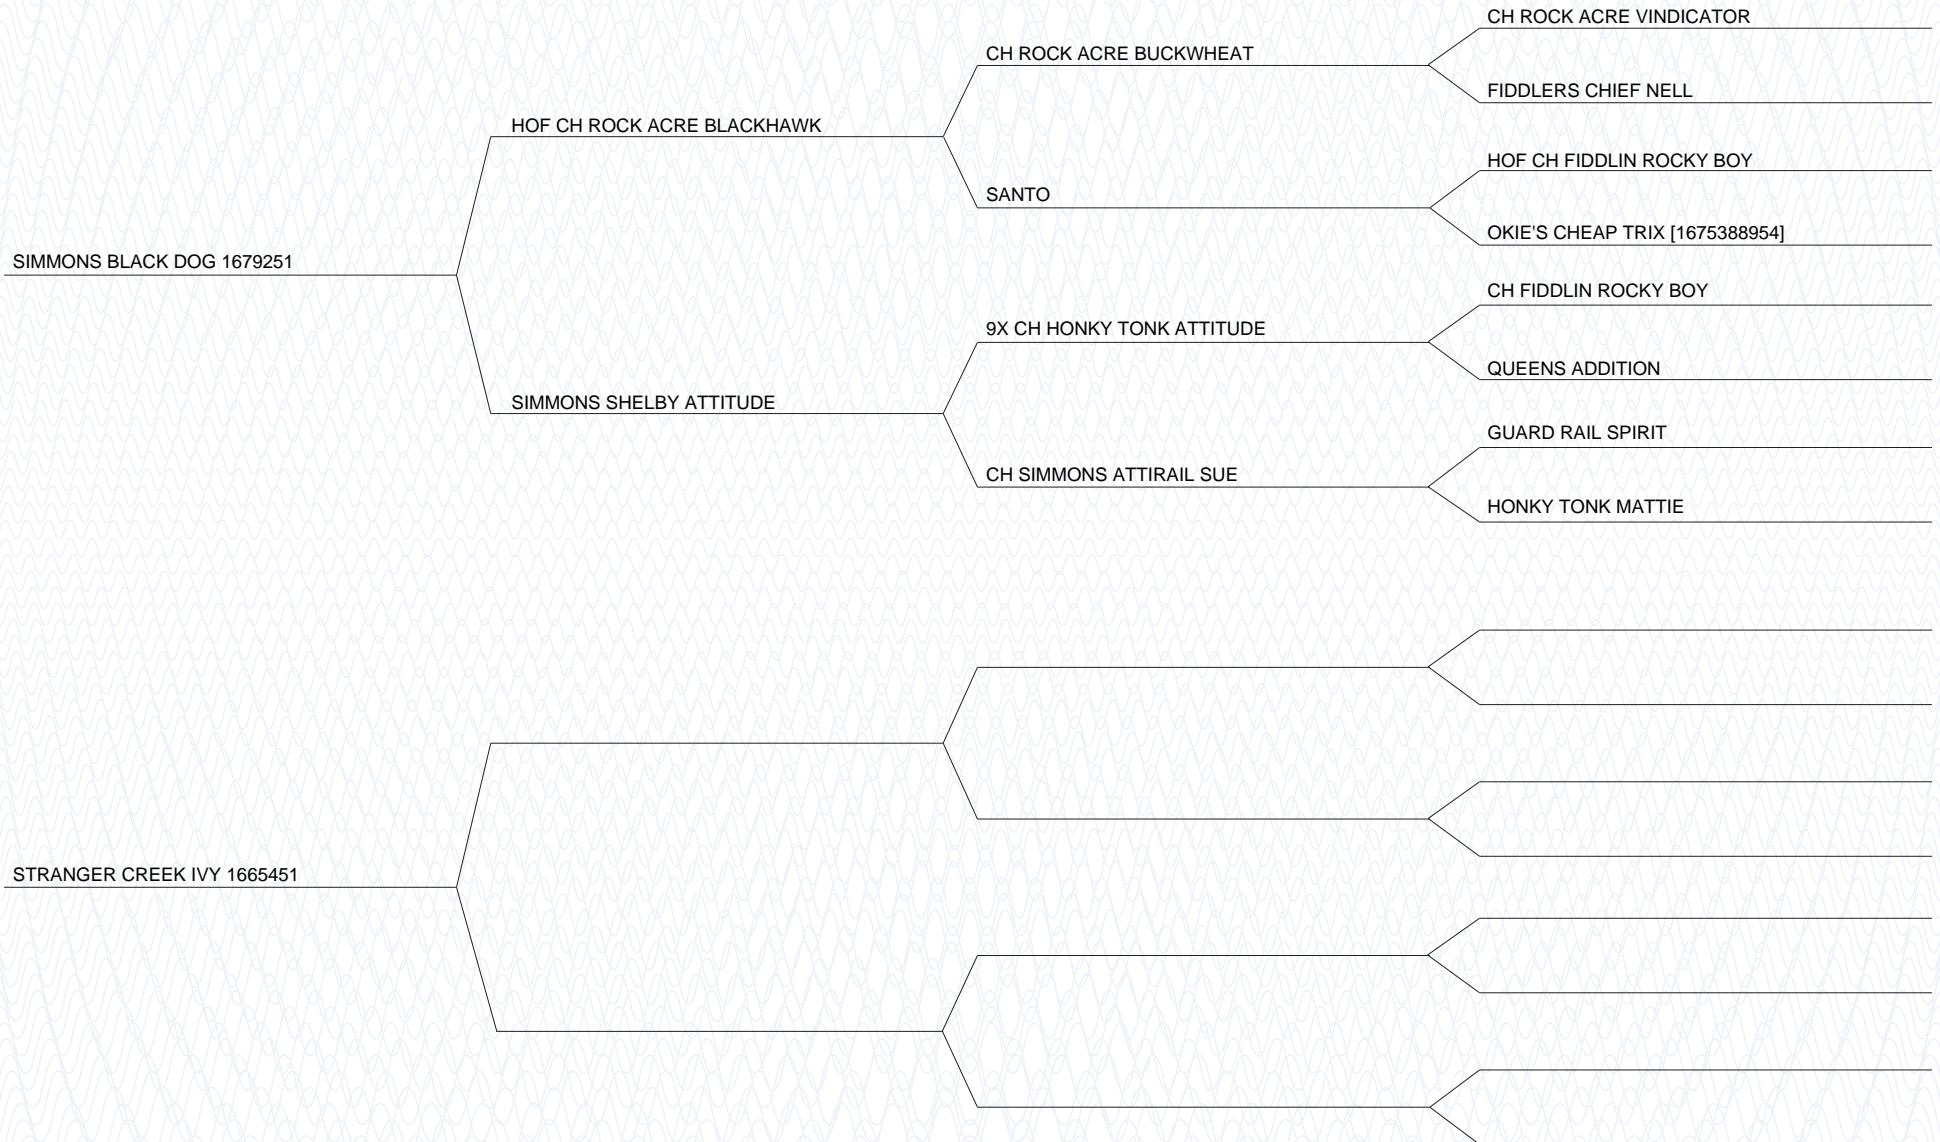 CH ROCK ACRE VINDICATOR
CH ROCK ACRE BUCKWHEAT
FIDDLERS CHIEF NELL
HOF CH ROCK ACRE BLACKHAWK
HOF CH FIDDLIN ROCKY BOY
SANTO
OKIE'S CHEAP TRIX [1675388954]
SIMMONS BLACK DOG 1679251
CH FIDDLIN ROCKY BOY
9X CH HONKY TONK ATTITUDE
QUEENS ADDITION
SIMMONS SHELBY ATTITUDE
GUARD RAIL SPIRIT
CH SIMMONS ATTIRAIL SUE
HONKY TONK MATTIE
STRANGER CREEK IVY 1665451